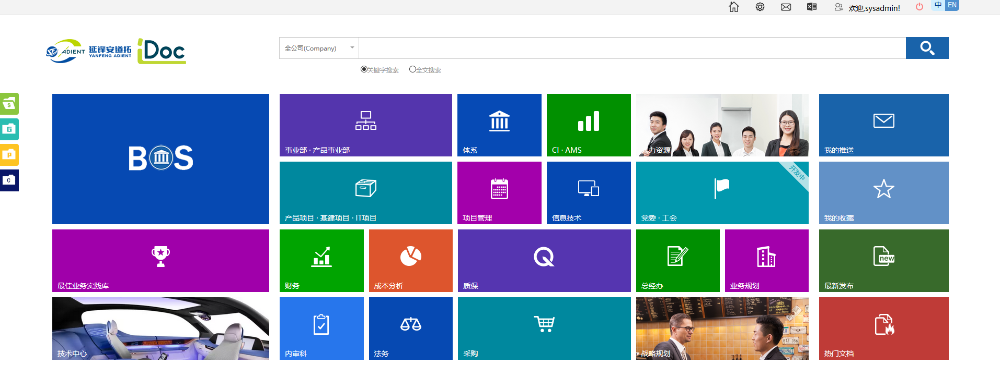 欢迎,sysadmin!
中 EN
ADIENT 延锋安道拓
YANFENG ADIENT
iDoc
全公司(Company)
关键字搜索 全文搜索
S
G
P
C
BOS
事业部 · 产品事业部
体系
CI · AMS
人力资源
我的推送
产品项目 · 基建项目 · IT项目
项目管理
信息技术
开发中
党委 · 工会
我的收藏
最佳业务实践库
财务
成本分析
Q
质保
总经办
业务规划
new
最新发布
技术中心
内审科
法务
采购
战略规划
BTZ 356
热门文档